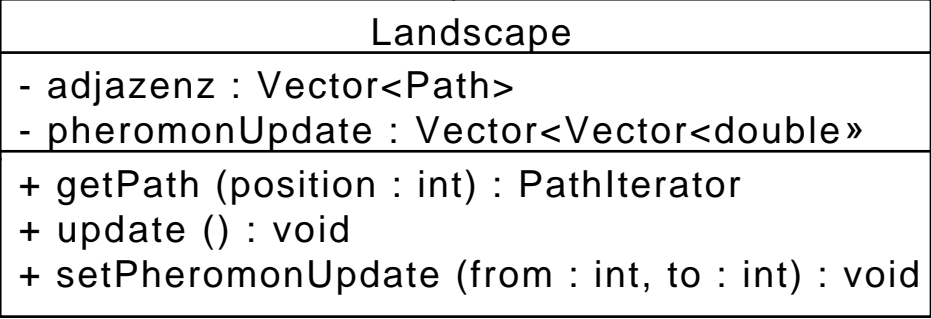 Landscape
- adjazenz : Vector<Path>
- pheromonUpdate : Vector<Vector<double»
+ getPath (position : int) : PathIterator
+ update () : void
+ setPheromonUpdate (from : int, to : int) : void